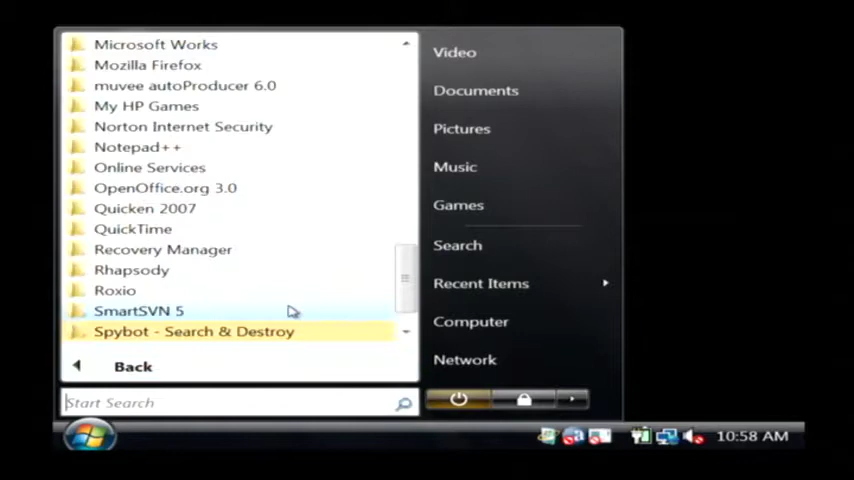 Microsoft Works
Mozilla Firefox
muvee autoProducer 6.0
My HP Games
Norton Internet Security
Notepad++
Online Services
OpenOffice.org 3.0
Quicken 2007
QuickTime
Recovery Manager
Rhapsody
Roxio
SmartSVN 5
Spybot - Search & Destroy
Back
Start Search
Video
Documents
Pictures
Music
Games
Search
Recent Items
Computer
Network
10:58 AM